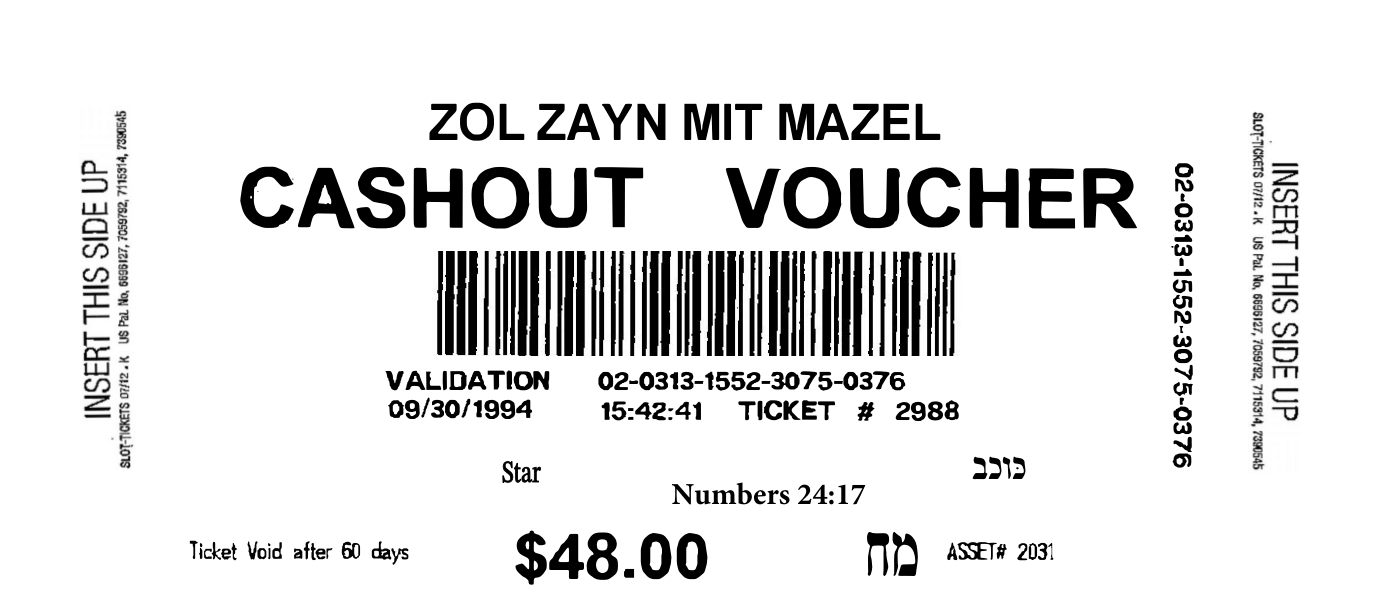 ZOL ZAYN MIT MAZEL
CASHOUT VOUCHER
VALIDATION 02-0313-1552-3075-0376
09/30/1994 15:42:41 TICKET # 2988
Star כוכב
Numbers 24:17
Ticket Void after 60 days $48.00 מח ASSET# 2031
INSERT THIS SIDE UP
SLOT-TICKETS 07/12 - K US Pat. No. 6696127, 7059792, 7115314, 7390545
02-0313-1552-3075-0376
SLOT-TICKETS 07/12 - K US Pat. No. 6696127, 7059792, 7115314, 7390545
INSERT THIS SIDE UP